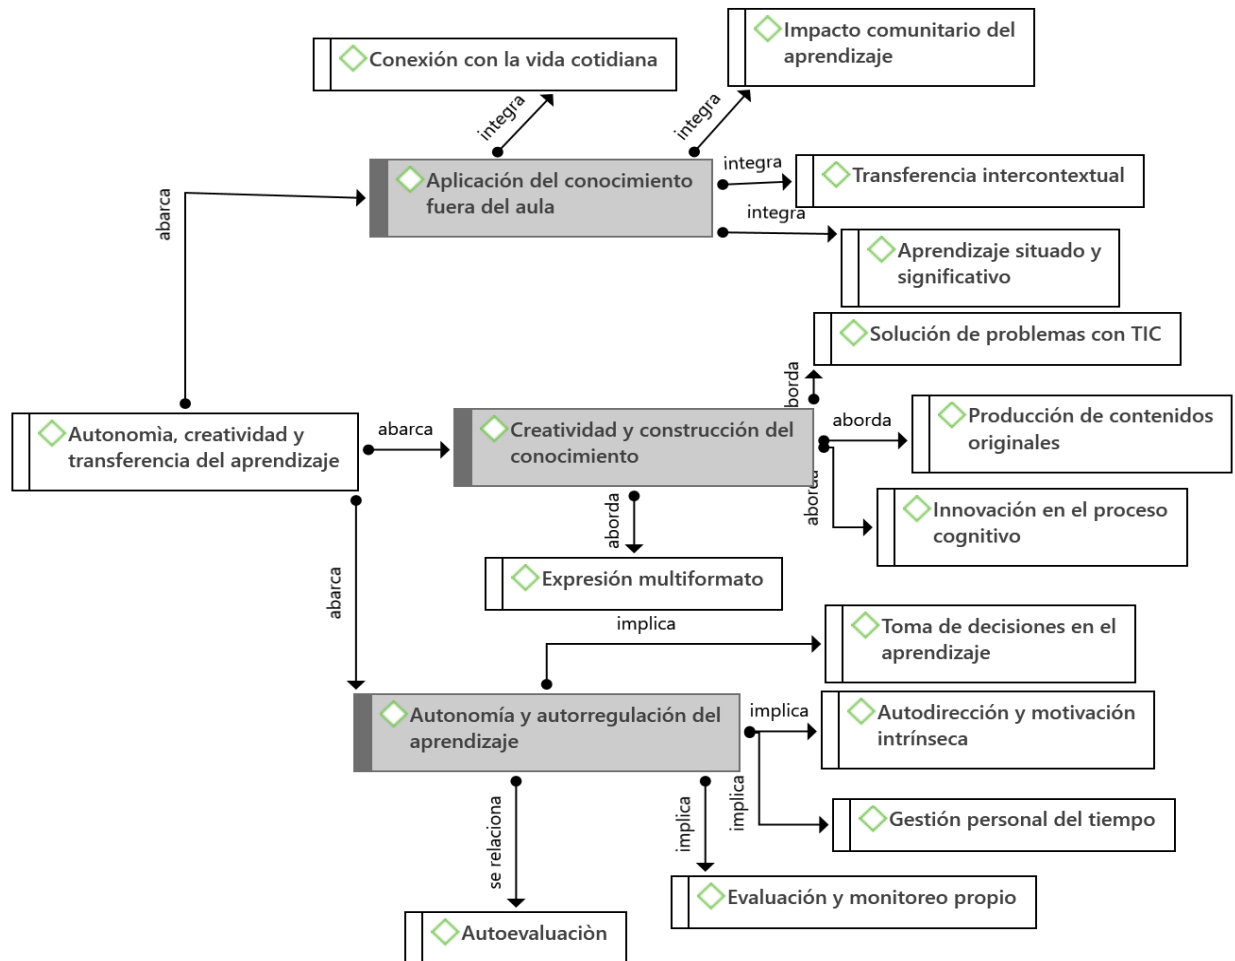 Impacto comunitario del
aprendizaje
Conexión con la vida cotidiana
integra
integra
Aplicación del conocimiento
fuera del aula
integra
Transferencia intercontextual
integra
abarca
Aprendizaje situado y
significativo
Solución de problemas con TIC
borda
Autonomìa, creatividad y
transferencia del aprendizaje
abarca
Creatividad y construcción del
conocimiento
aborda
Producción de contenidos
originales
aborda
Innovación en el proceso
cognitivo
aborda
Expresión multiformato
abarca
implica
Toma de decisiones en el
aprendizaje
Autonomía y autorregulación del
aprendizaje
implica
Autodirección y motivación
intrínseca
implica
Gestión personal del tiempo
implica
Evaluación y monitoreo propio
se relaciona
Autoevaluaciòn